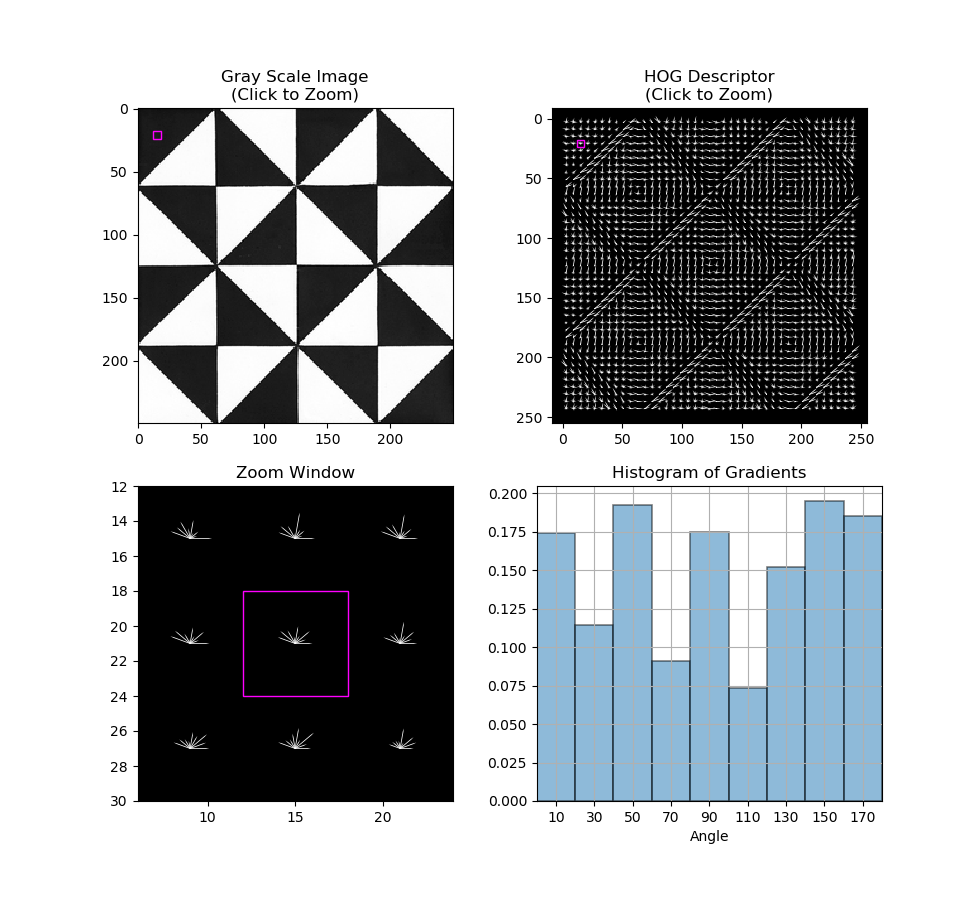 Gray Scale Image
(Click to Zoom)
0
50
100
150
200
0 50 100 150 200
HOG Descriptor
(Click to Zoom)
0
50
100
150
200
250
0 50 100 150 200 250
Zoom Window
12
14
16
18
20
22
24
26
28
30
10 15 20
Histogram of Gradients
0.200
0.175
0.150
0.125
0.100
0.075
0.050
0.025
0.000
10 30 50 70 90 110 130 150 170
Angle